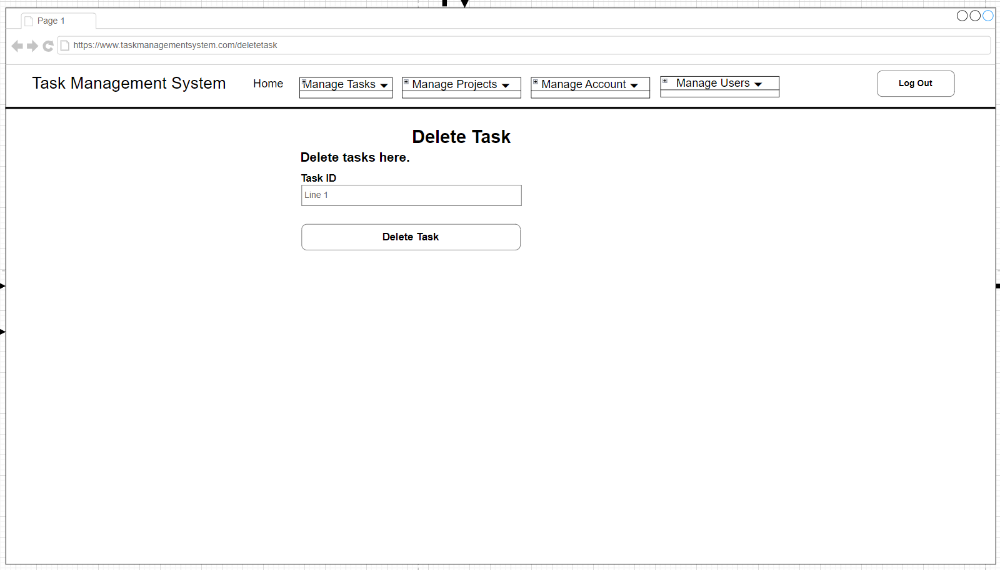 Page 1
https://www.taskmanagementsystem.com/deletetask
Task Management System Home Manage Tasks Manage Projects Manage Account Manage Users Log Out
Delete Task
Delete tasks here.
Task ID
Line 1
Delete Task